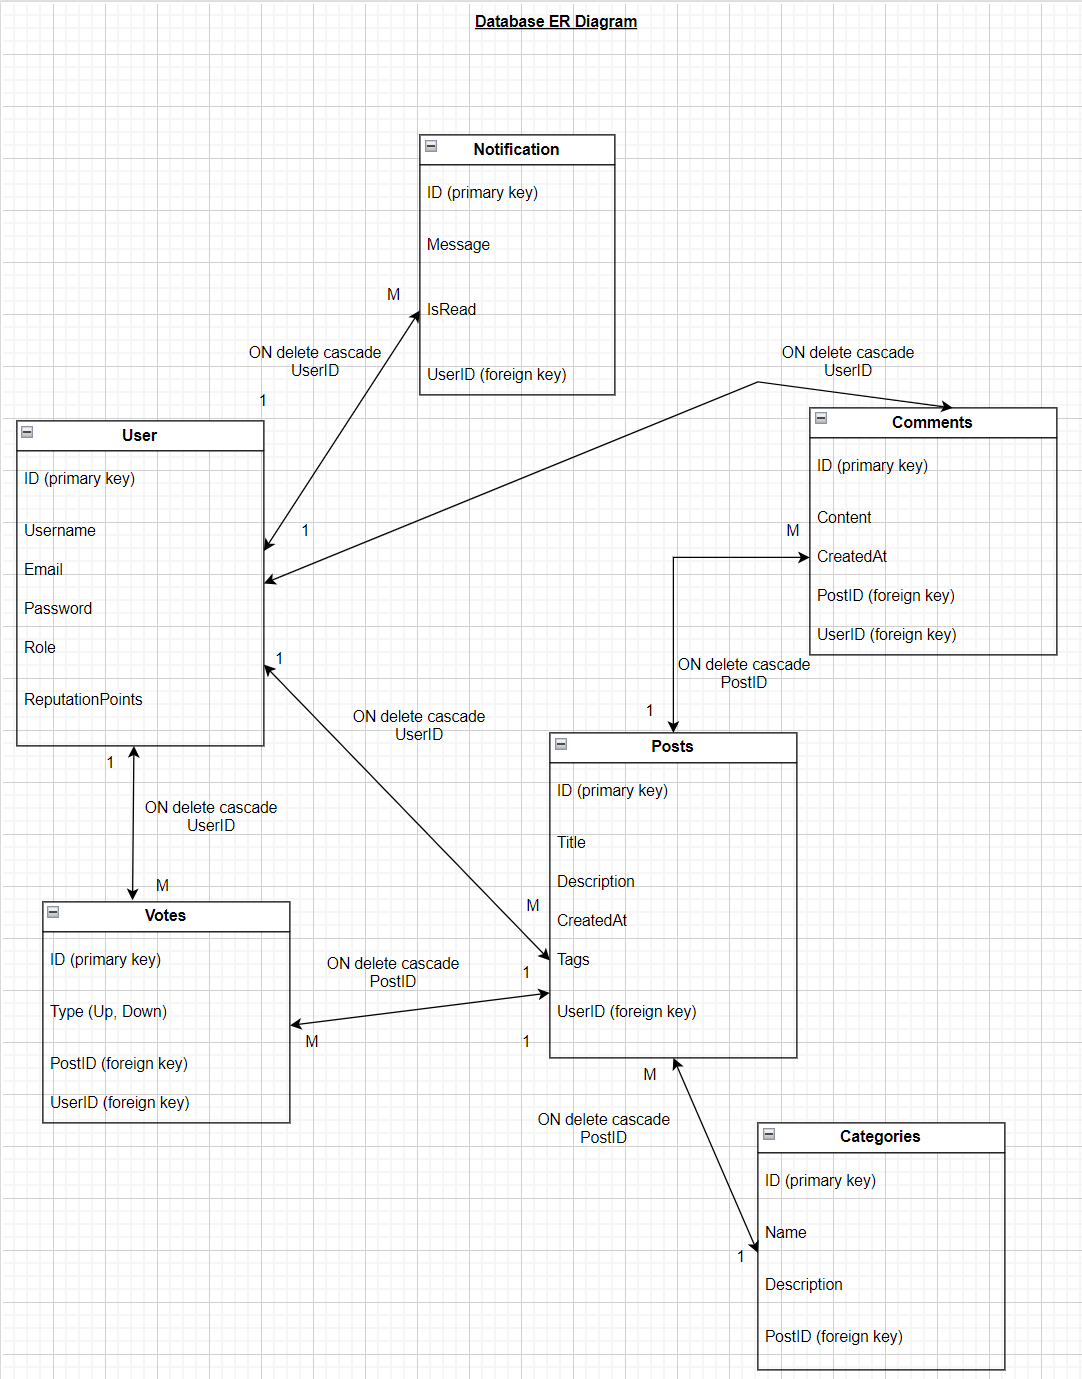 Database ER Diagram
Notification
ID (primary key)
Message
IsRead
UserID (foreign key)
M
ON delete cascade
UserID
1
1
ON delete cascade
UserID
User
ID (primary key)
Username
Email
Password
Role
ReputationPoints
Comments
ID (primary key)
Content
CreatedAt
PostID (foreign key)
UserID (foreign key)
M
ON delete cascade
PostID
1
1
ON delete cascade
UserID
M
1
ON delete cascade
UserID
M
Posts
ID (primary key)
Title
Description
CreatedAt
Tags
UserID (foreign key)
Votes
ID (primary key)
Type (Up, Down)
PostID (foreign key)
UserID (foreign key)
ON delete cascade
PostID
1
M
1
M
ON delete cascade
PostID
1
Categories
ID (primary key)
Name
Description
PostID (foreign key)